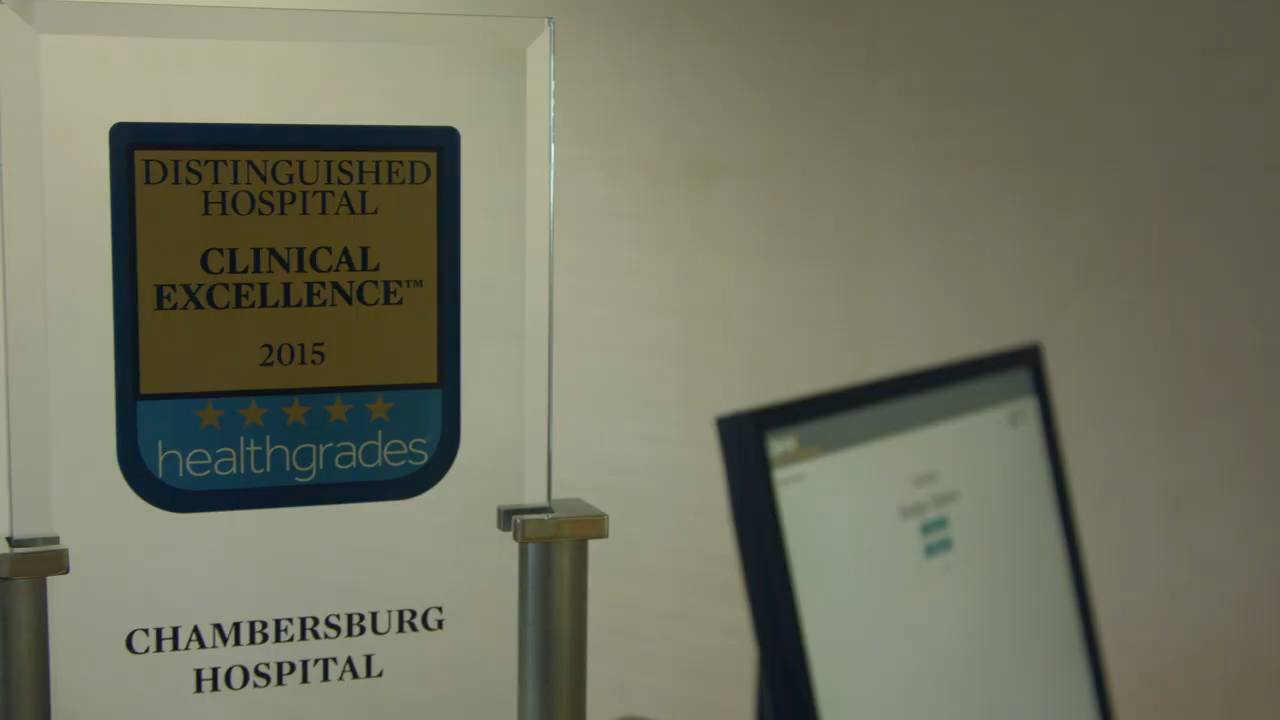 DISTINGUISHED
HOSPITAL
CLINICAL
EXCELLENCE™
2015
healthgrades
CHAMBERSBURG
HOSPITAL